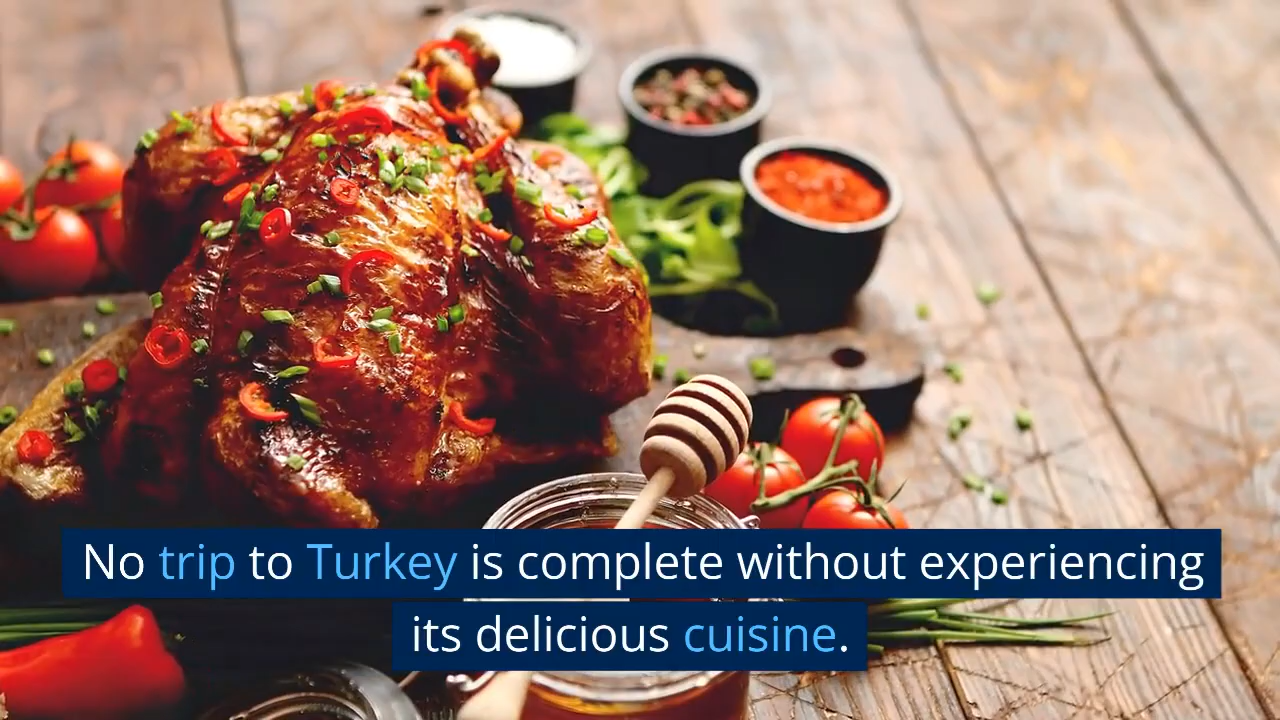 No trip to Turkey is complete without experiencing
its delicious cuisine.